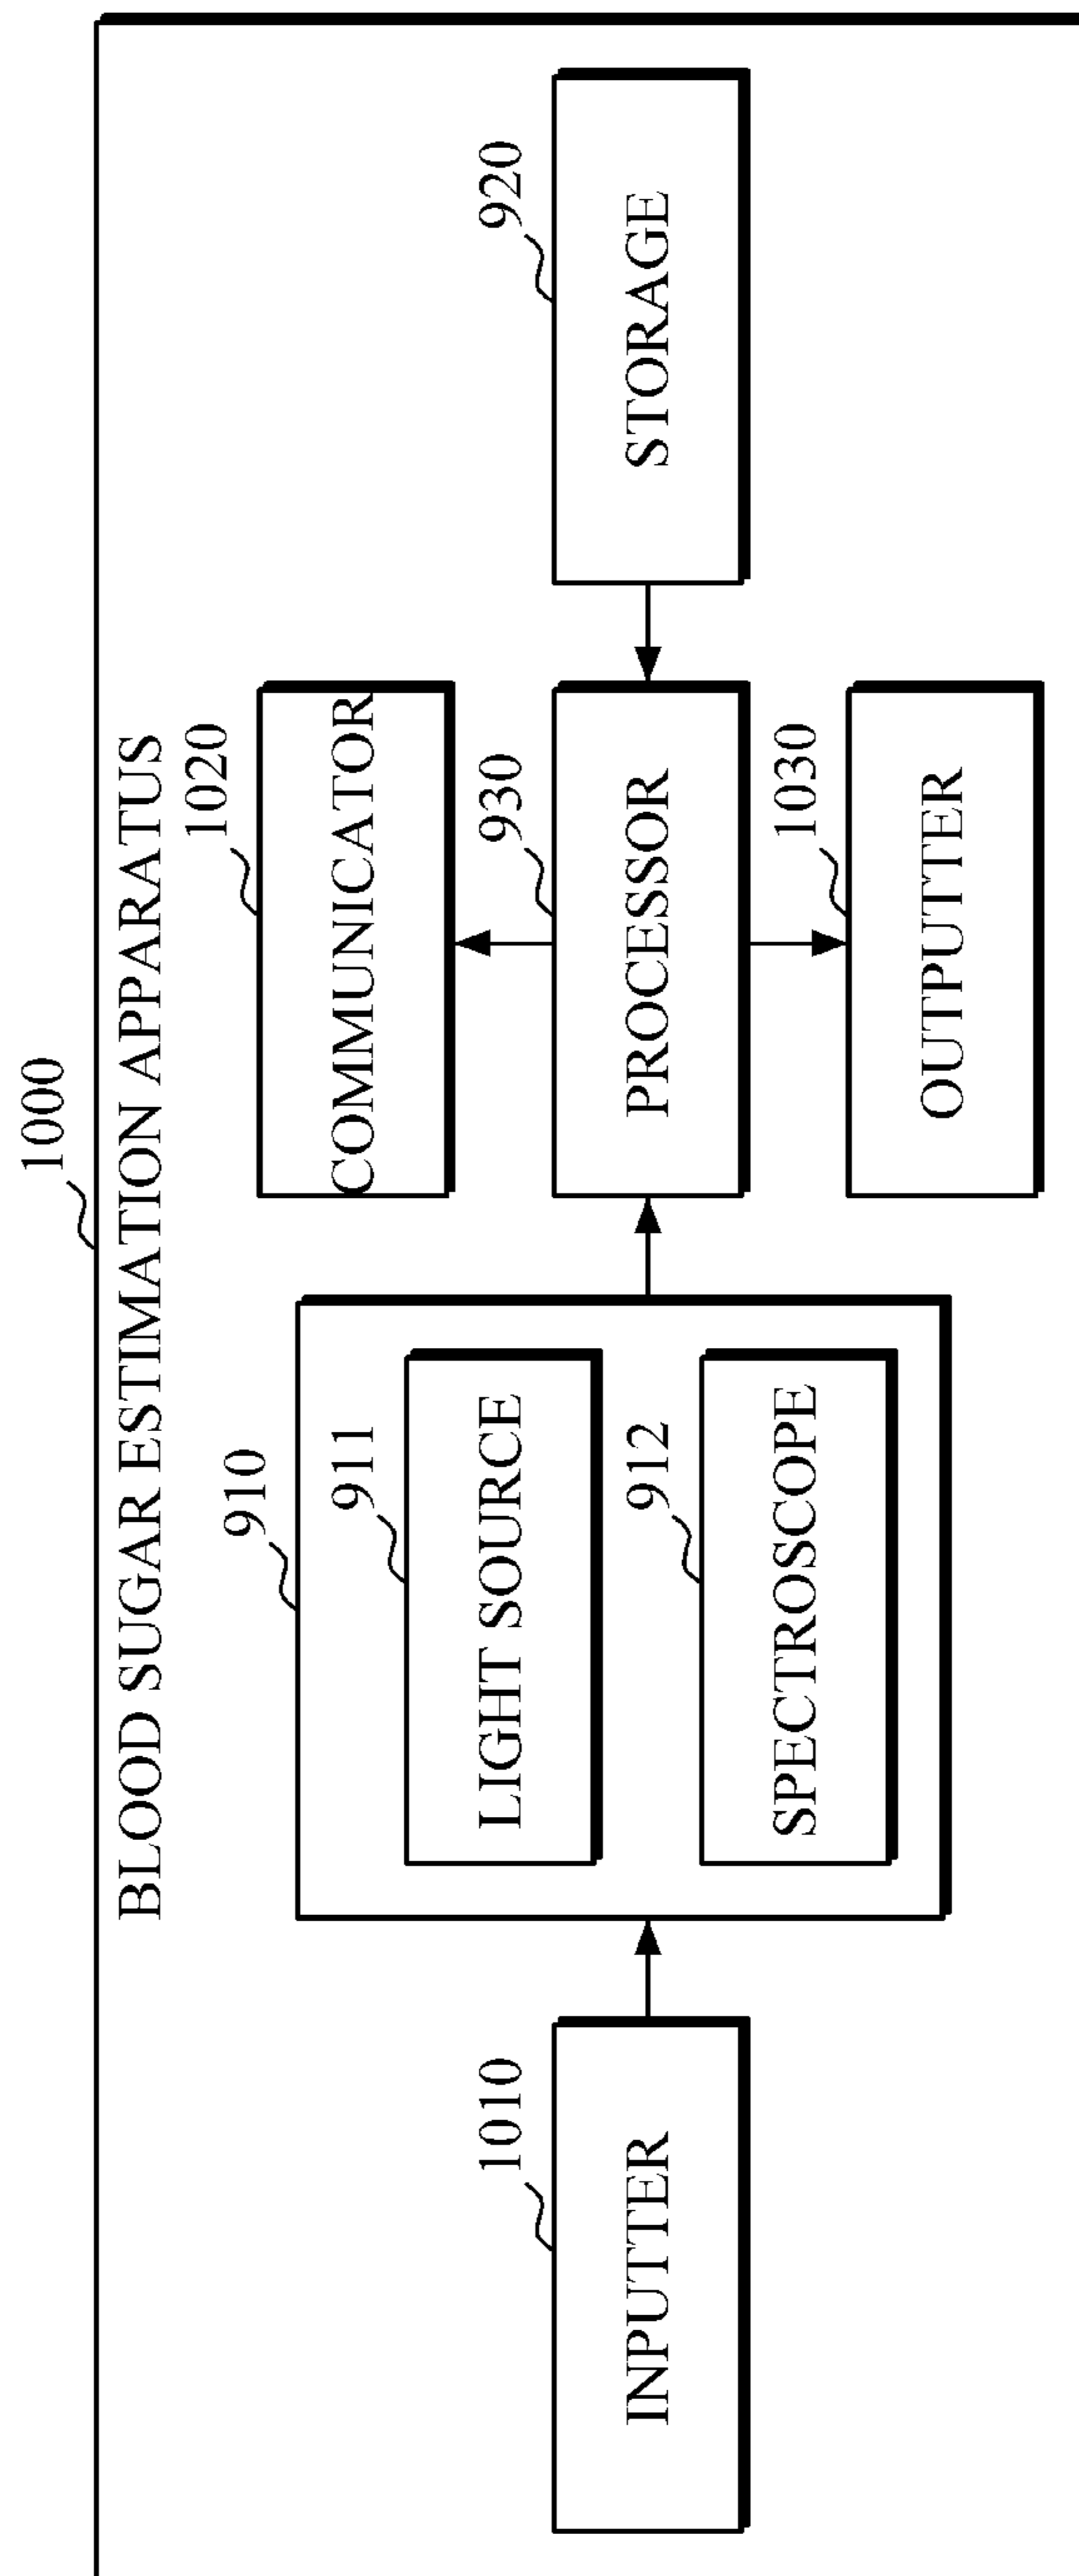 1000
BLOOD SUGAR ESTIMATION APPARATUS
1020
COMMUNICATOR
910
911
LIGHT SOURCE
1010
INPUTTER
930
PROCESSOR
920
STORAGE
912
SPECTROSCOPE
1030
OUTPUTTER